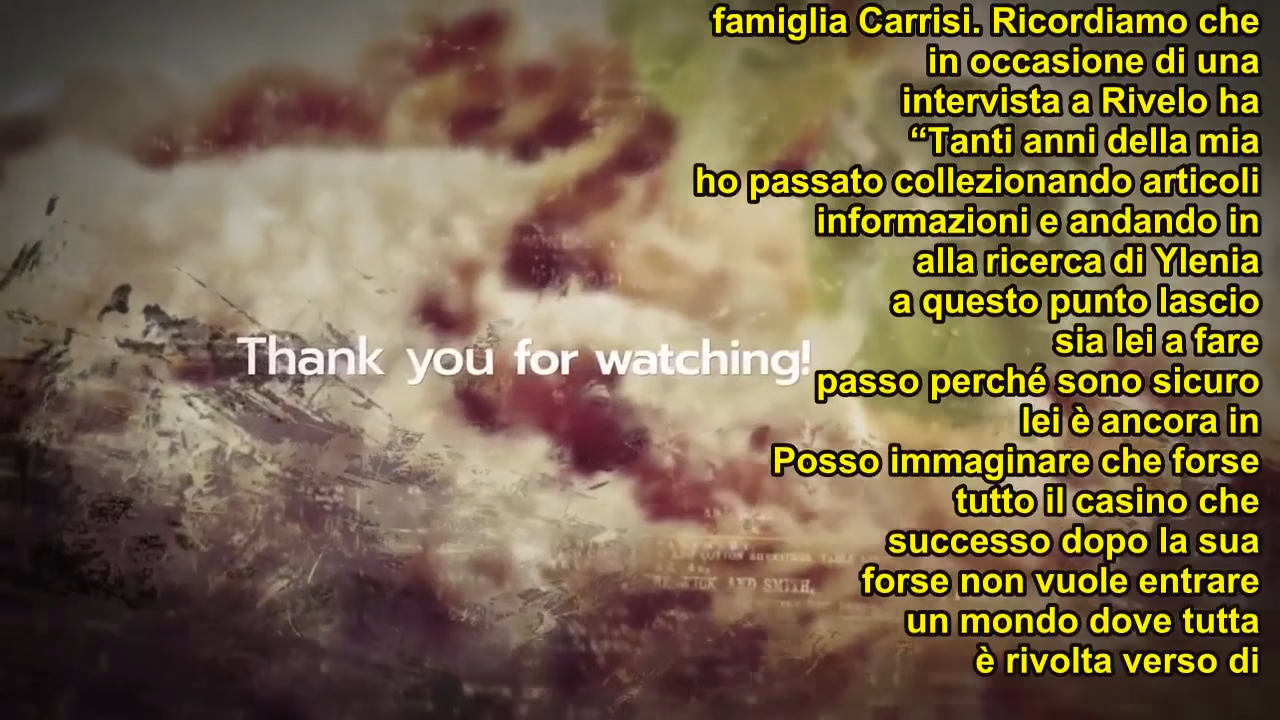 famiglia Carrisi. Ricordiamo che
in occasione di una
intervista a Rivelo ha
“Tanti anni della mia
ho passato collezionando articoli
informazioni e andando in
alla ricerca di Ylenia
a questo punto lascio
sia lei a fare
passo perché sono sicuro
lei è ancora in
Posso immaginare che forse
tutto il casino che
successo dopo la sua
forse non vuole entrare
un mondo dove tutta
è rivolta verso di
Thank you for watching!
AND SMITH,